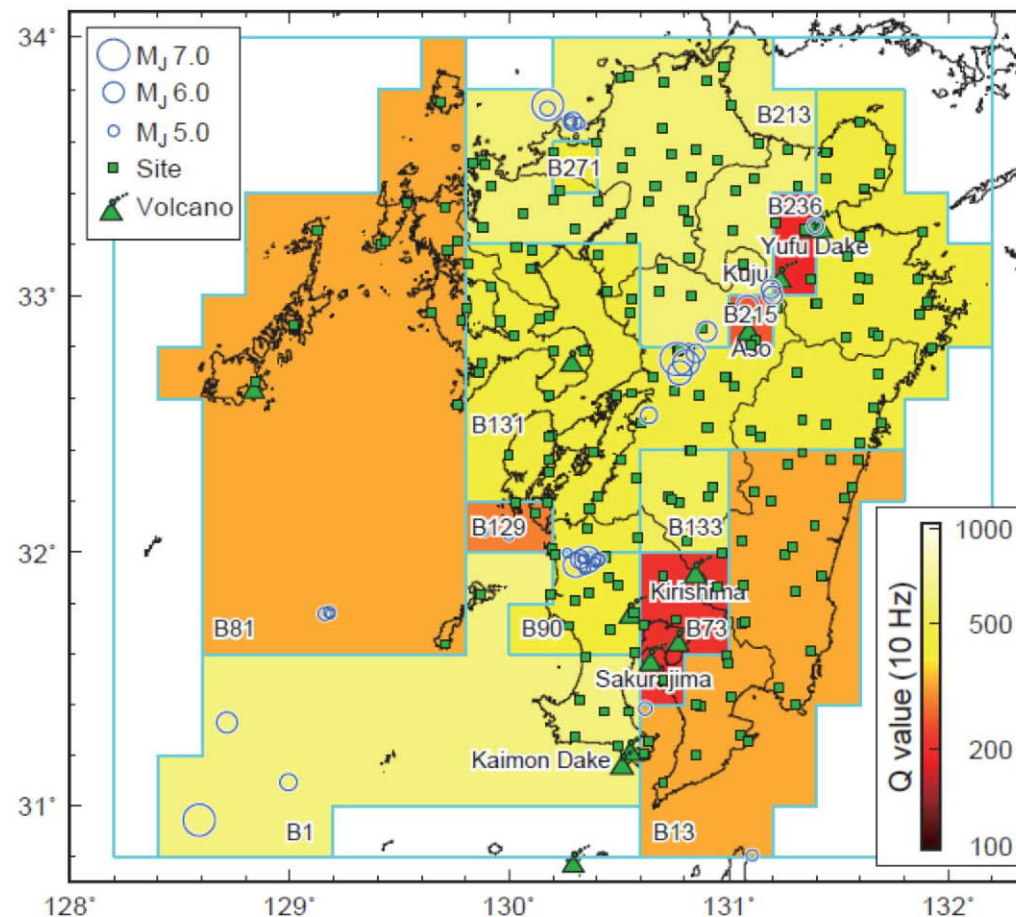 34°
33°
32°
31°
128°
129°
130°
131°
132°
MJ 7.0
MJ 6.0
MJ 5.0
Site
Volcano
B213
B271
B236
Yufu Dake
Kuju
B215
Aso
B131
B129
B133
Kirishima
B81
B90
B73
Sakurajima
Kaimon Dake
B1
B13
Q value (10 Hz)
1000
500
200
100